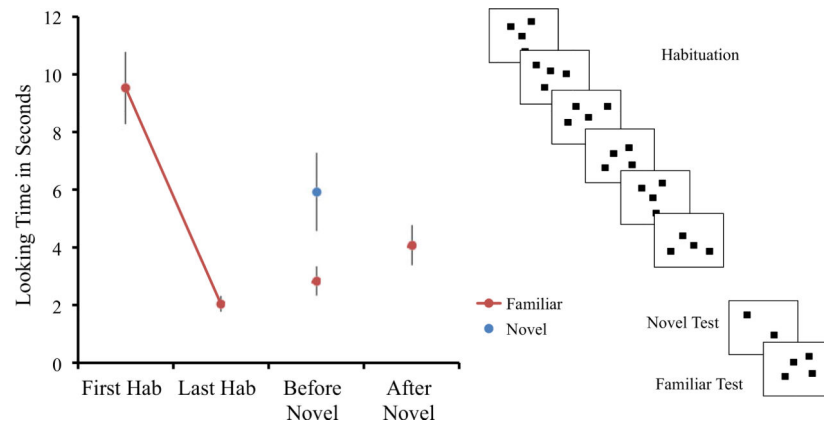 12
10
8
6
4
2
0
Looking Time in Seconds
First Hab
Last Hab
Before
Novel
After
Novel
Familiar
Novel
Habituation
Novel Test
Familiar Test